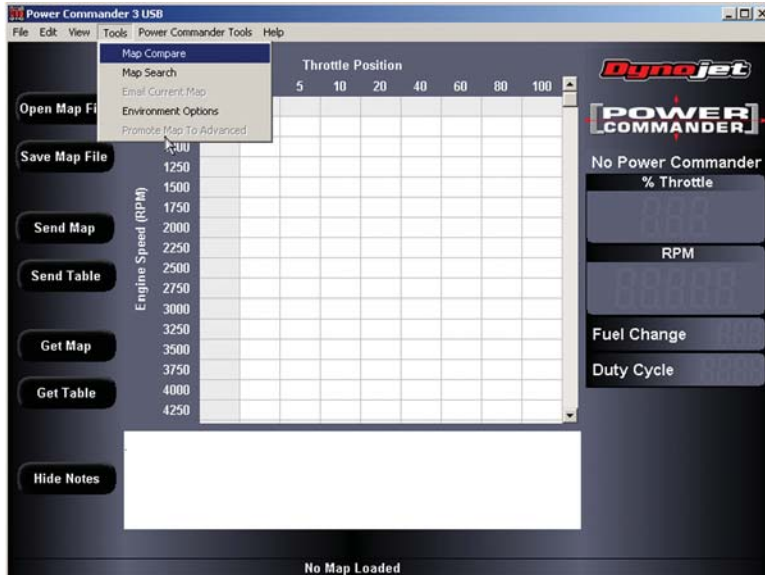 Power Commander 3 USB
File Edit View Tools Power Commander Tools Help
Map Compare
Map Search
Email Current Map
Environment Options
Promote Map To Advanced
Throttle Position
5 10 20 40 60 80 100
Engine Speed (RPM)
1250
1500
1750
2000
2250
2500
2750
3000
3250
3500
3750
4000
4250
Open Map Fi
Save Map File
Send Map
Send Table
Get Map
Get Table
Hide Notes
Dynojet
POWER
COMMANDER
No Power Commander
% Throttle
RPM
Fuel Change
Duty Cycle
No Map Loaded